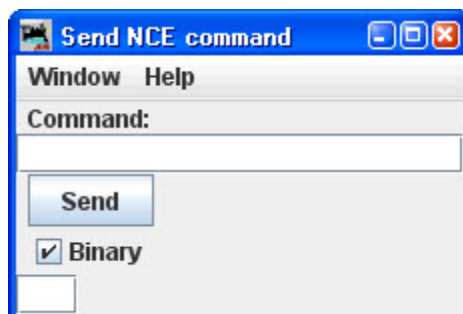 Send NCE command
Window Help
Command:
Send
Binary